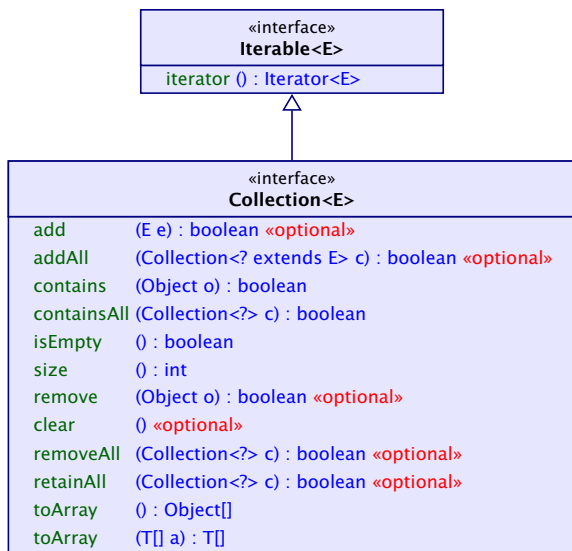 «interface»
Iterable<E>
iterator () : Iterator<E>
«interface»
Collection<E>
add (E e) : boolean «optional»
addAll (Collection<? extends E> c) : boolean «optional»
contains (Object o) : boolean
containsAll (Collection<?> c) : boolean
isEmpty () : boolean
size () : int
remove (Object o) : boolean «optional»
clear () «optional»
removeAll (Collection<?> c) : boolean «optional»
retainAll (Collection<?> c) : boolean «optional»
toArray () : Object[]
toArray (T[] a) : T[]